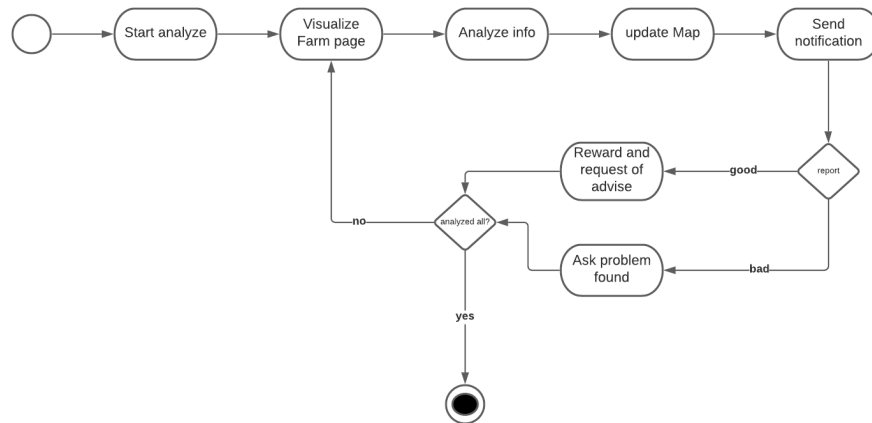 Start analyze
Visualize
Farm page
Analyze info
update Map
Send
notification
Reward and
request of
advise
good
report
analyzed all?
no
Ask problem
found
bad
yes